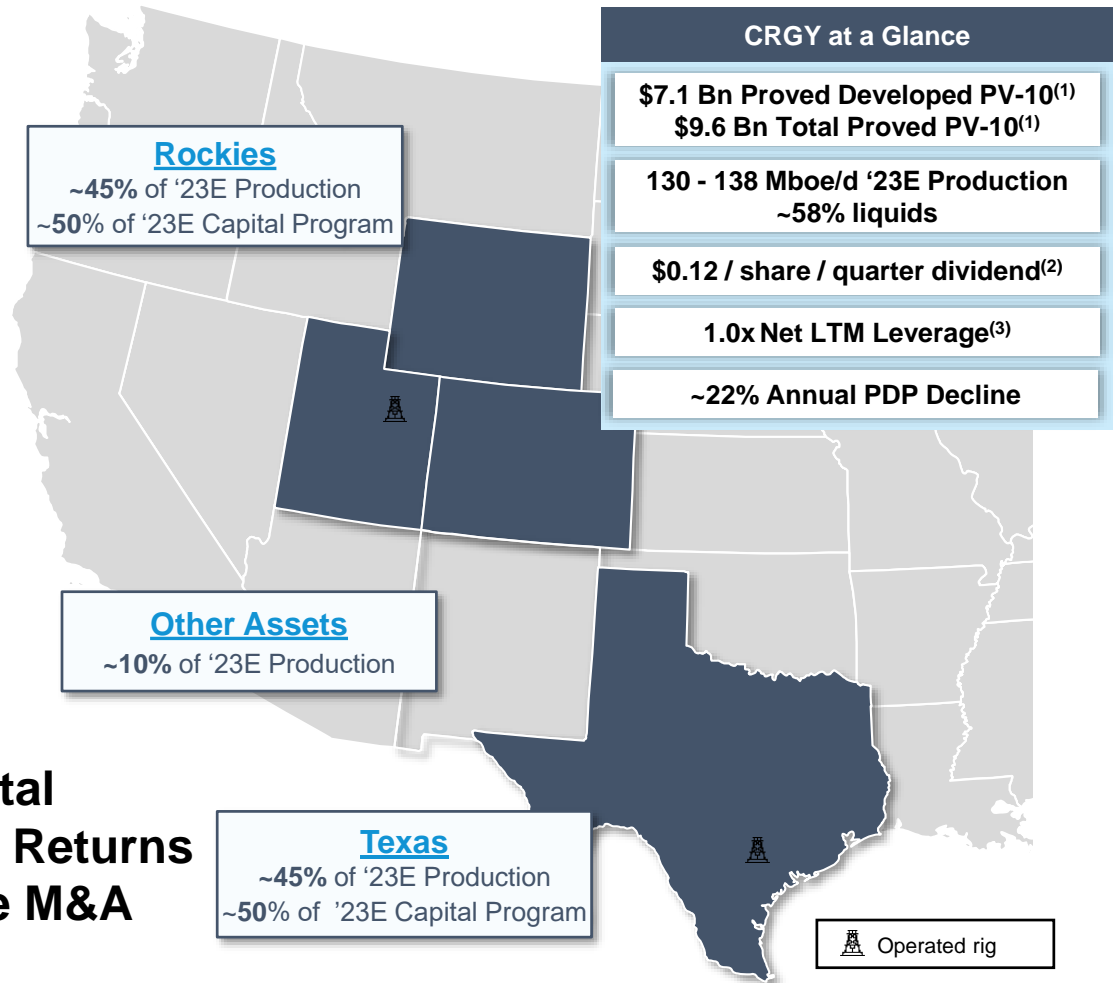 CRGY at a Glance
$7.1 Bn Proved Developed PV-10(1)
$9.6 Bn Total Proved PV-10(1)
130 - 138 Mboe/d ‘23E Production
~58% liquids
$0.12 / share / quarter dividend(2)
1.0x Net LTM Leverage(3)
~22% Annual PDP Decline
Rockies
~45% of ‘23E Production
~50% of ‘23E Capital Program
Other Assets
~10% of ‘23E Production
Texas
~45% of ‘23E Production
~50% of ’23E Capital Program
Returns
M&A
Operated rig